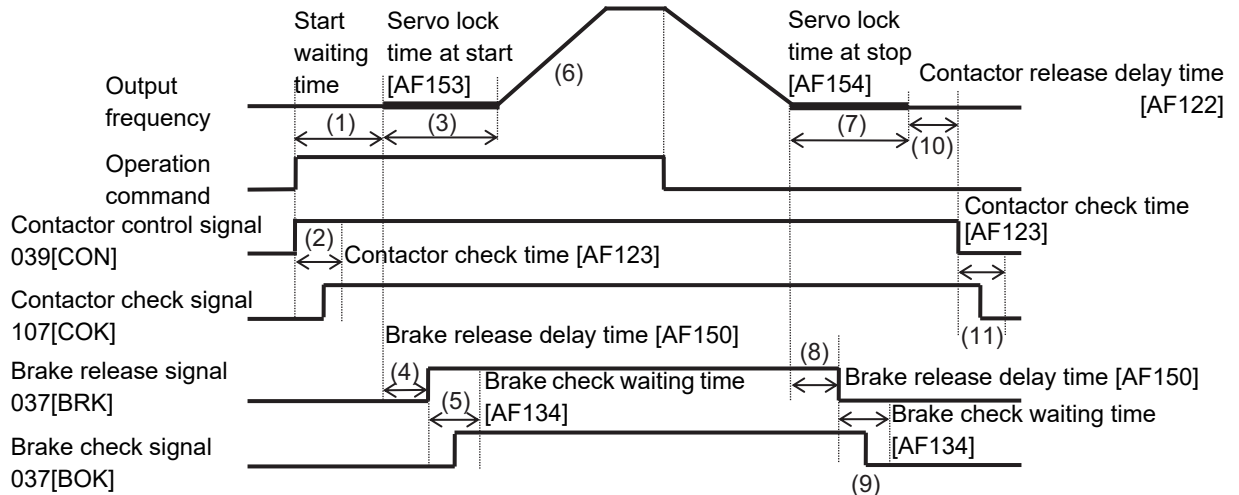 Start
waiting
time
Servo lock
time at start
[AF153]
(6)
Servo lock
time at stop
[AF154]
Contactor release delay time
[AF122]
Output
frequency
(1)
(3)
(7)
(10)
Operation
command
Contactor control signal
039[CON]
(2)
Contactor check time [AF123]
Contactor check time
[AF123]
Contactor check signal
107[COK]
(11)
Brake release delay time [AF150]
Brake release signal
037[BRK]
(4)
(5)
Brake check waiting time
[AF134]
(8)
Brake release delay time [AF150]
Brake check waiting time
[AF134]
Brake check signal
037[BOK]
(9)